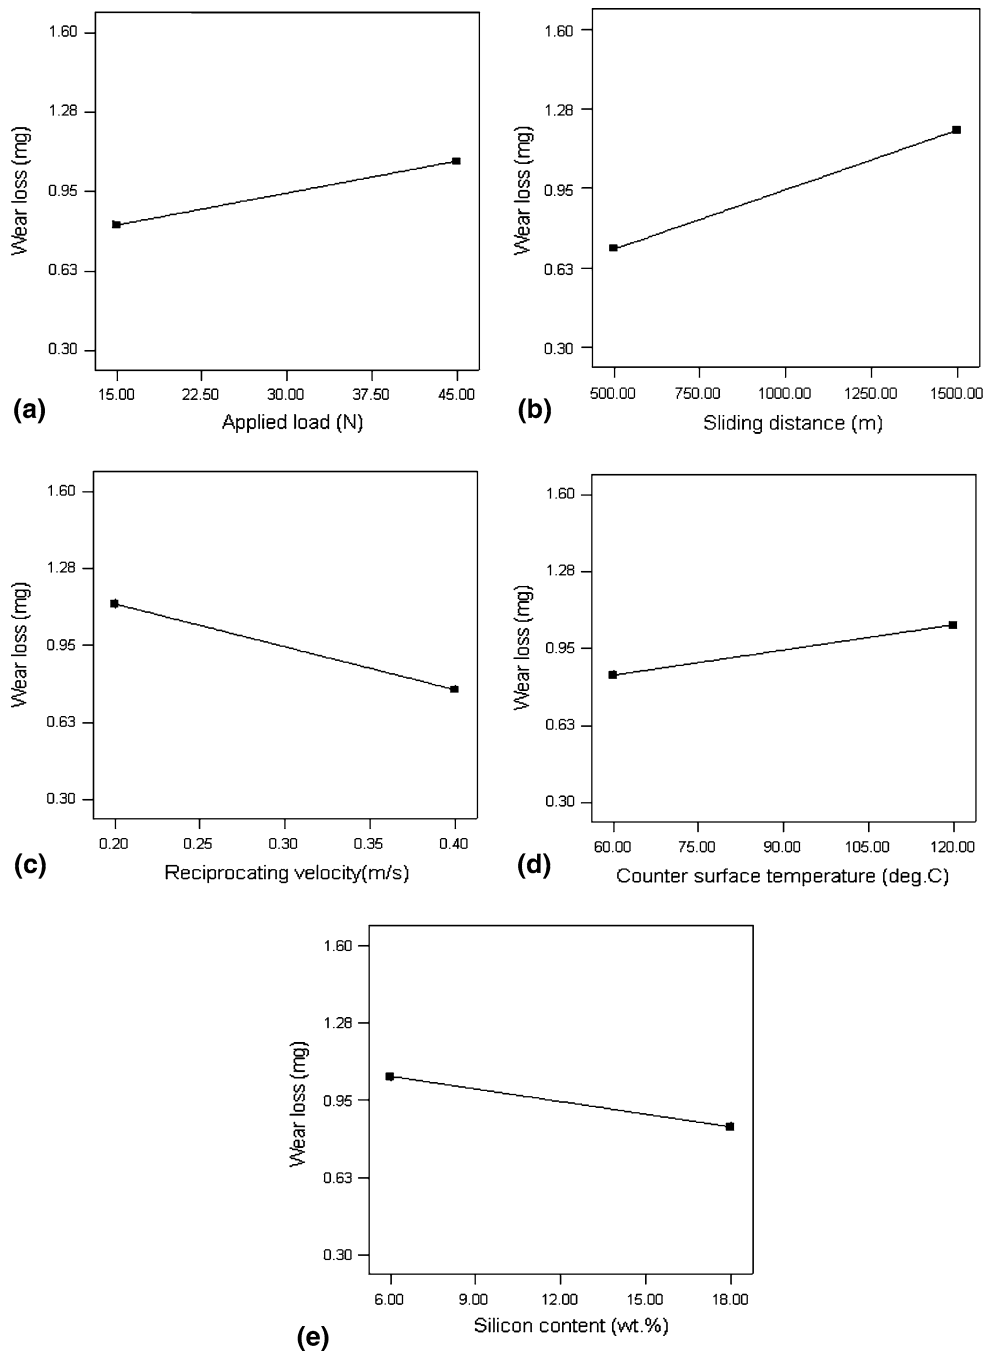 1.60
1.28
0.95
0.63
0.30
Wear loss (mg)
15.00 22.50 30.00 37.50 45.00
(a) Applied load (N)
1.60
1.28
0.95
0.63
0.30
Wear loss (mg)
500.00 750.00 1000.00 1250.00 1500.00
(b) Sliding distance (m)
1.60
1.28
0.95
0.63
0.30
Wear loss (mg)
0.20 0.25 0.30 0.35 0.40
(c) Reciprocating velocity(m/s)
1.60
1.28
0.95
0.63
0.30
Wear loss (mg)
60.00 75.00 90.00 105.00 120.00
(d) Counter surface temperature (deg.C)
1.60
1.28
0.95
0.63
0.30
Wear loss (mg)
6.00 9.00 12.00 15.00 18.00
(e) Silicon content (wt.%)